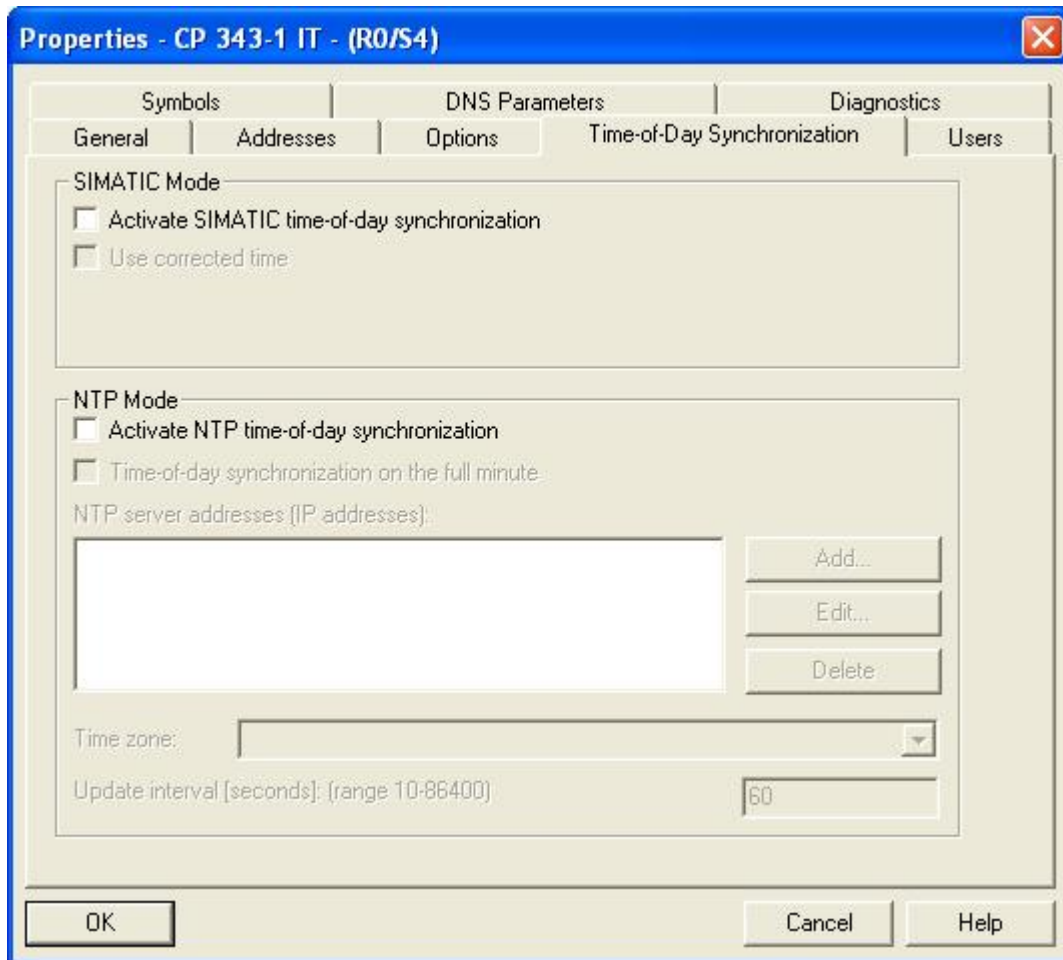 Properties - CP 343-1 IT - (R0/S4)
Symbols DNS Parameters Diagnostics
General Addresses Options Time-of-Day Synchronization Users
SIMATIC Mode
Activate SIMATIC time-of-day synchronization
Use corrected time
NTP Mode
Activate NTP time-of-day synchronization
Time-of-day synchronization on the full minute
NTP server addresses (IP addresses):
Add...
Edit...
Delete
Time zone:
Update interval [seconds]: (range 10-86400) 60
OK Cancel Help